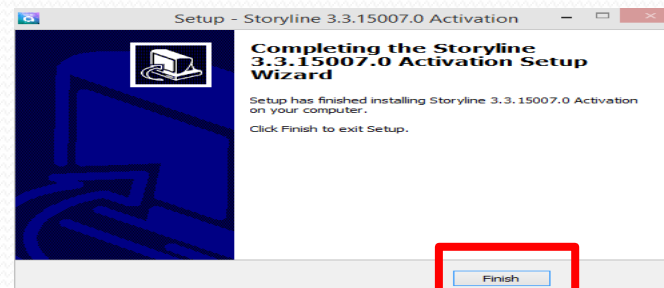 Setup - Storyline 3.3.15007.0 Activation
Completing the Storyline
3.3.15007.0 Activation Setup
Wizard
Setup has finished installing Storyline 3.3.15007.0 Activation
on your computer.
Click Finish to exit Setup.
Finish